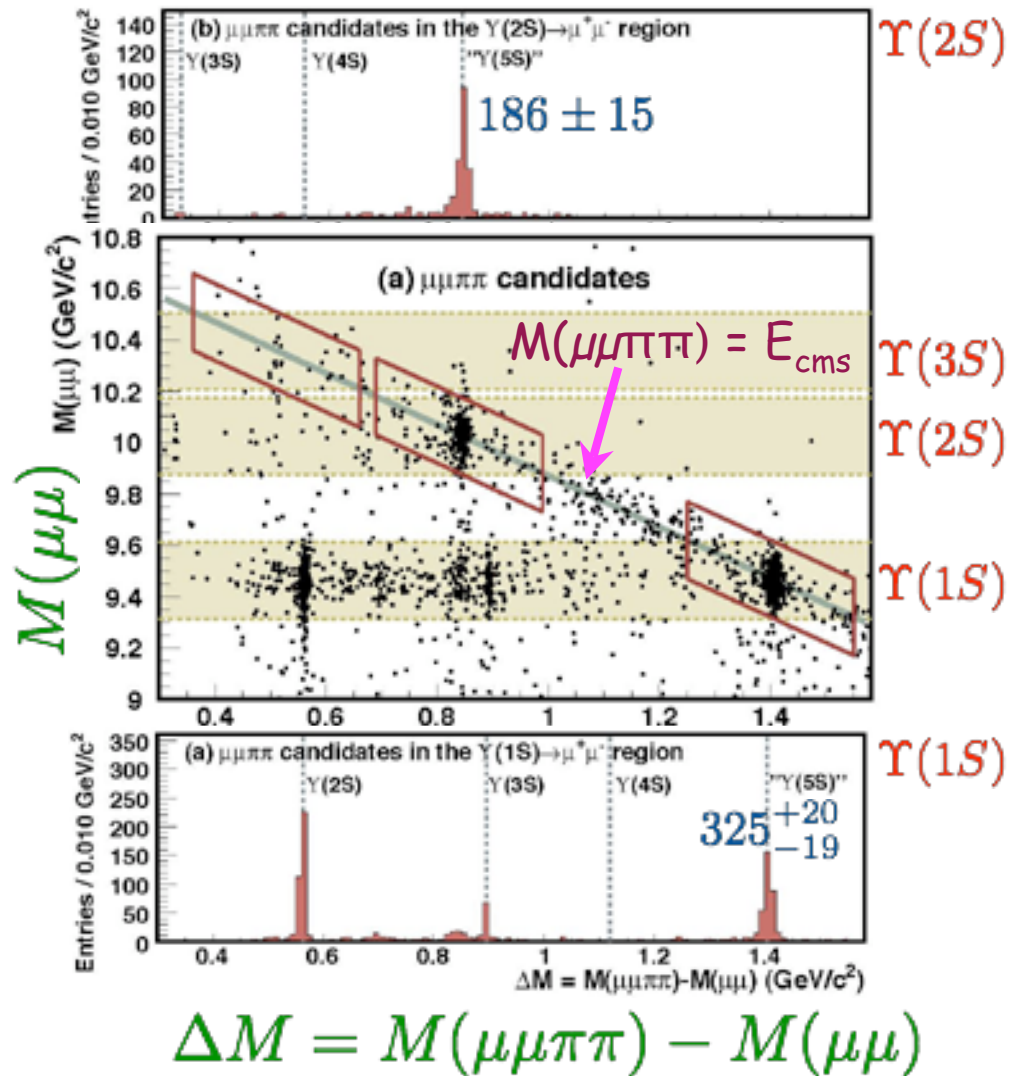 (b) μμππ candidates in the Υ(2S)→μ⁺μ⁻ region
Υ(3S) Υ(4S) "Υ(5S)"
186 ± 15
Υ(2S)
Entries / 0.010 GeV/c²
140
120
100
80
60
40
20
0
(a) μμππ candidates
M(μμππ) = E_cms
M(μμ) (GeV/c²)
M(μμ)
10.8
10.6
10.4
10.2
10
9.8
9.6
9.4
9.2
9
Υ(3S)
Υ(2S)
Υ(1S)
0.4 0.6 0.8 1 1.2 1.4
(a) μμππ candidates in the Υ(1S)→μ⁺μ⁻ region
Υ(2S) Υ(3S) Υ(4S) "Υ(5S)"
325 +20 −19
Υ(1S)
Entries / 0.010 GeV/c²
350
300
250
200
150
100
50
0
0.4 0.6 0.8 1 1.2 1.4
ΔM = M(μμππ)-M(μμ) (GeV/c²)
ΔM = M(μμππ) − M(μμ)